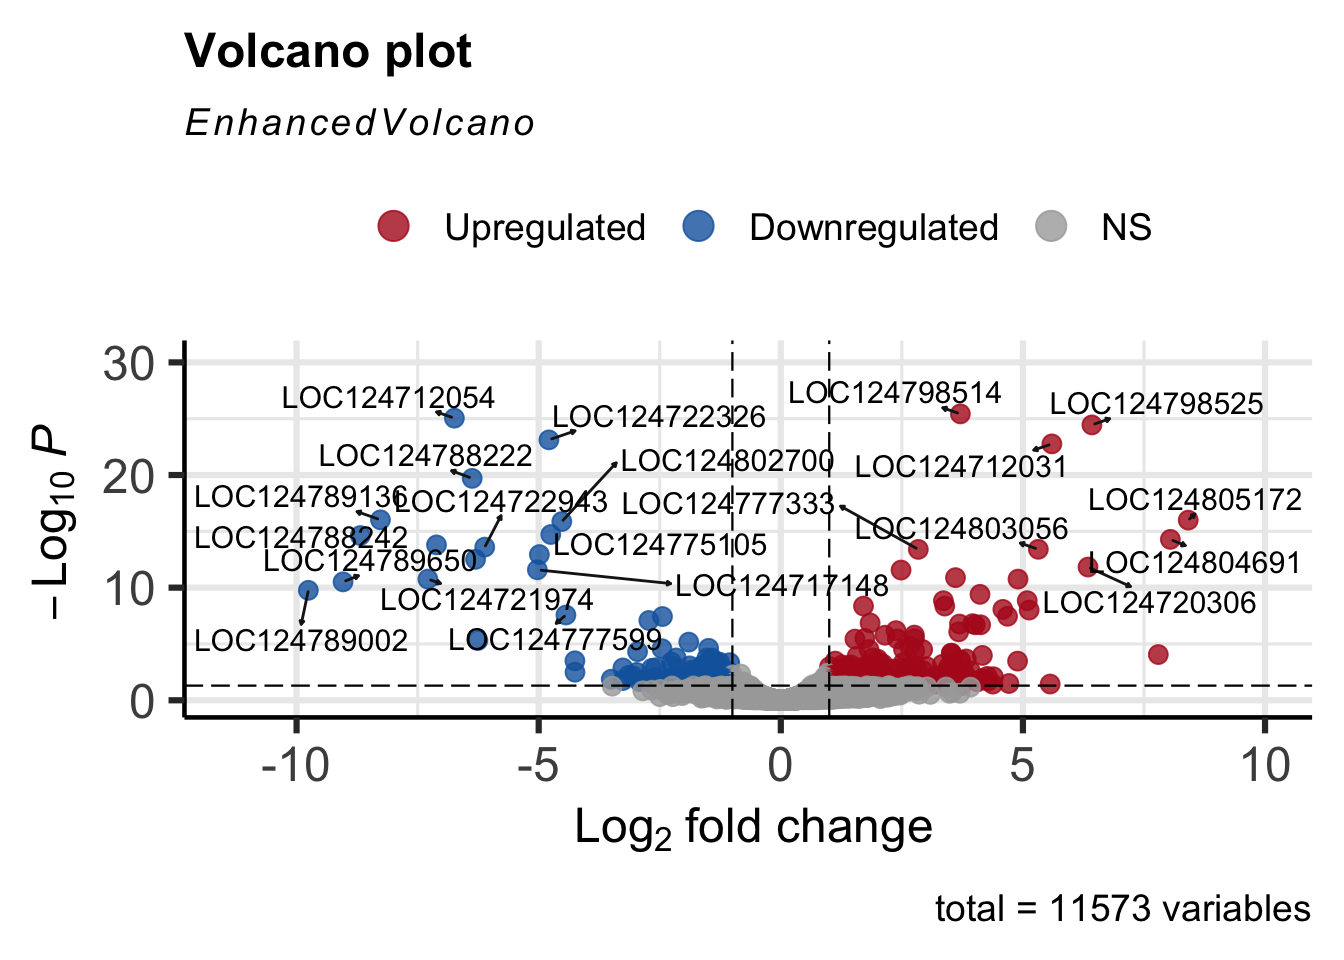 Volcano plot
EnhancedVolcano
Upregulated Downregulated NS
−Log10 P
30
20
10
0
LOC124712054
LOC124798514
LOC124798525
LOC124722326
LOC124788222
LOC124802700
LOC124712031
LOC124789136
LOC124722943
LOC124777333
LOC124805172
LOC124788242
LOC124775105
LOC124803056
LOC124789650
LOC124804691
LOC124717148
LOC124721974
LOC124720306
LOC124789002
LOC124777599
-10 -5 0 5 10
Log2 fold change
total = 11573 variables